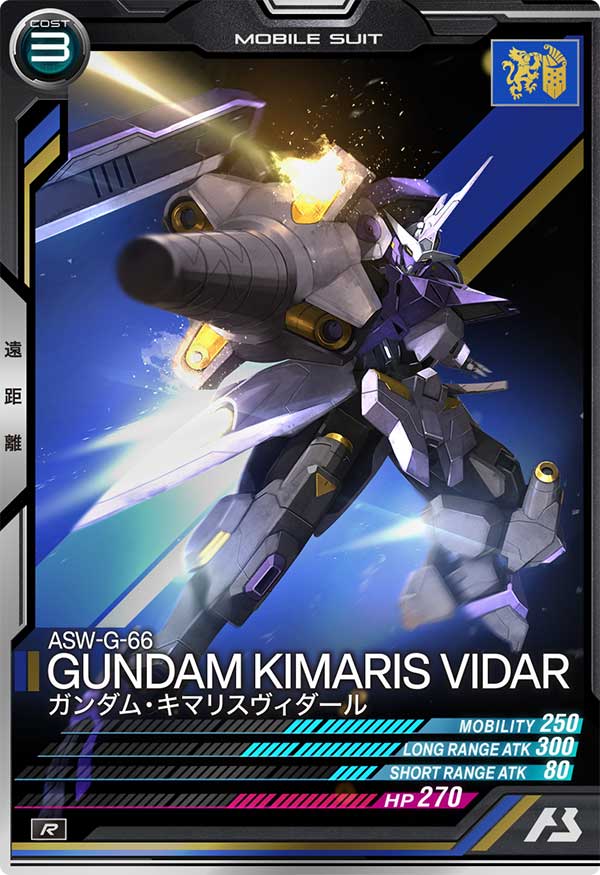 COST
3
MOBILE SUIT
遠距離
ASW-G-66
GUNDAM KIMARIS VIDAR
ガンダム・キマリスヴィダール
MOBILITY 250
LONG RANGE ATK 300
SHORT RANGE ATK 80
HP 270
R